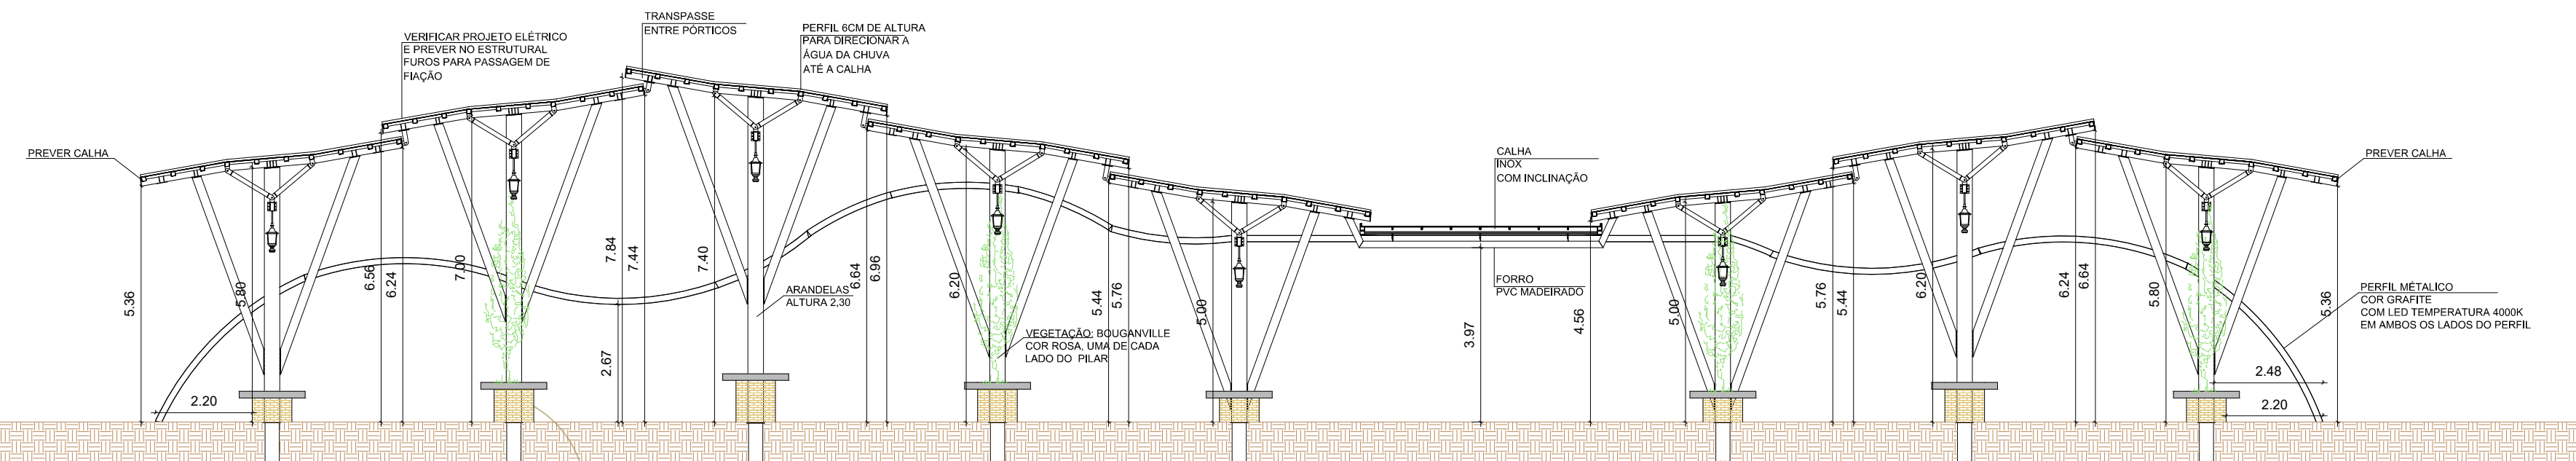 TRANSPASSE
ENTRE PÓRTICOS
VERIFICAR PROJETO ELÉTRICO
E PREVER NO ESTRUTURAL
FUROS PARA PASSAGEM DE
FIAÇÃO
PERFIL 6CM DE ALTURA
PARA DIRECIONAR A
ÁGUA DA CHUVA
ATÉ A CALHA
PREVER CALHA
CALHA
INOX
COM INCLINAÇÃO
PREVER CALHA
5.36
5.80
6.56
6.24
7.00
7.84
7.44
7.40
6.64
6.96
6.20
5.44
5.76
5.00
3.97
4.56
5.00
5.76
5.44
6.20
6.24
6.64
5.80
5.36
2.67
ARANDELAS
ALTURA 2,30
VEGETAÇÃO: BOUGANVILLE
COR ROSA, UMA DE CADA
LADO DO PILAR
FORRO
PVC MADEIRADO
PERFIL MÉTALICO
COR GRAFITE
COM LED TEMPERATURA 4000K
EM AMBOS OS LADOS DO PERFIL
2.20
2.48
2.20